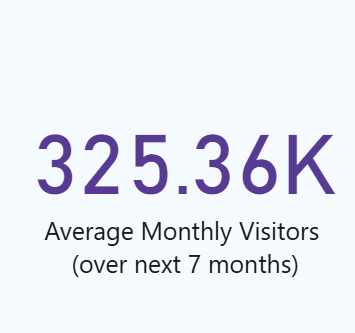 325.36K
Average Monthly Visitors
(over next 7 months)